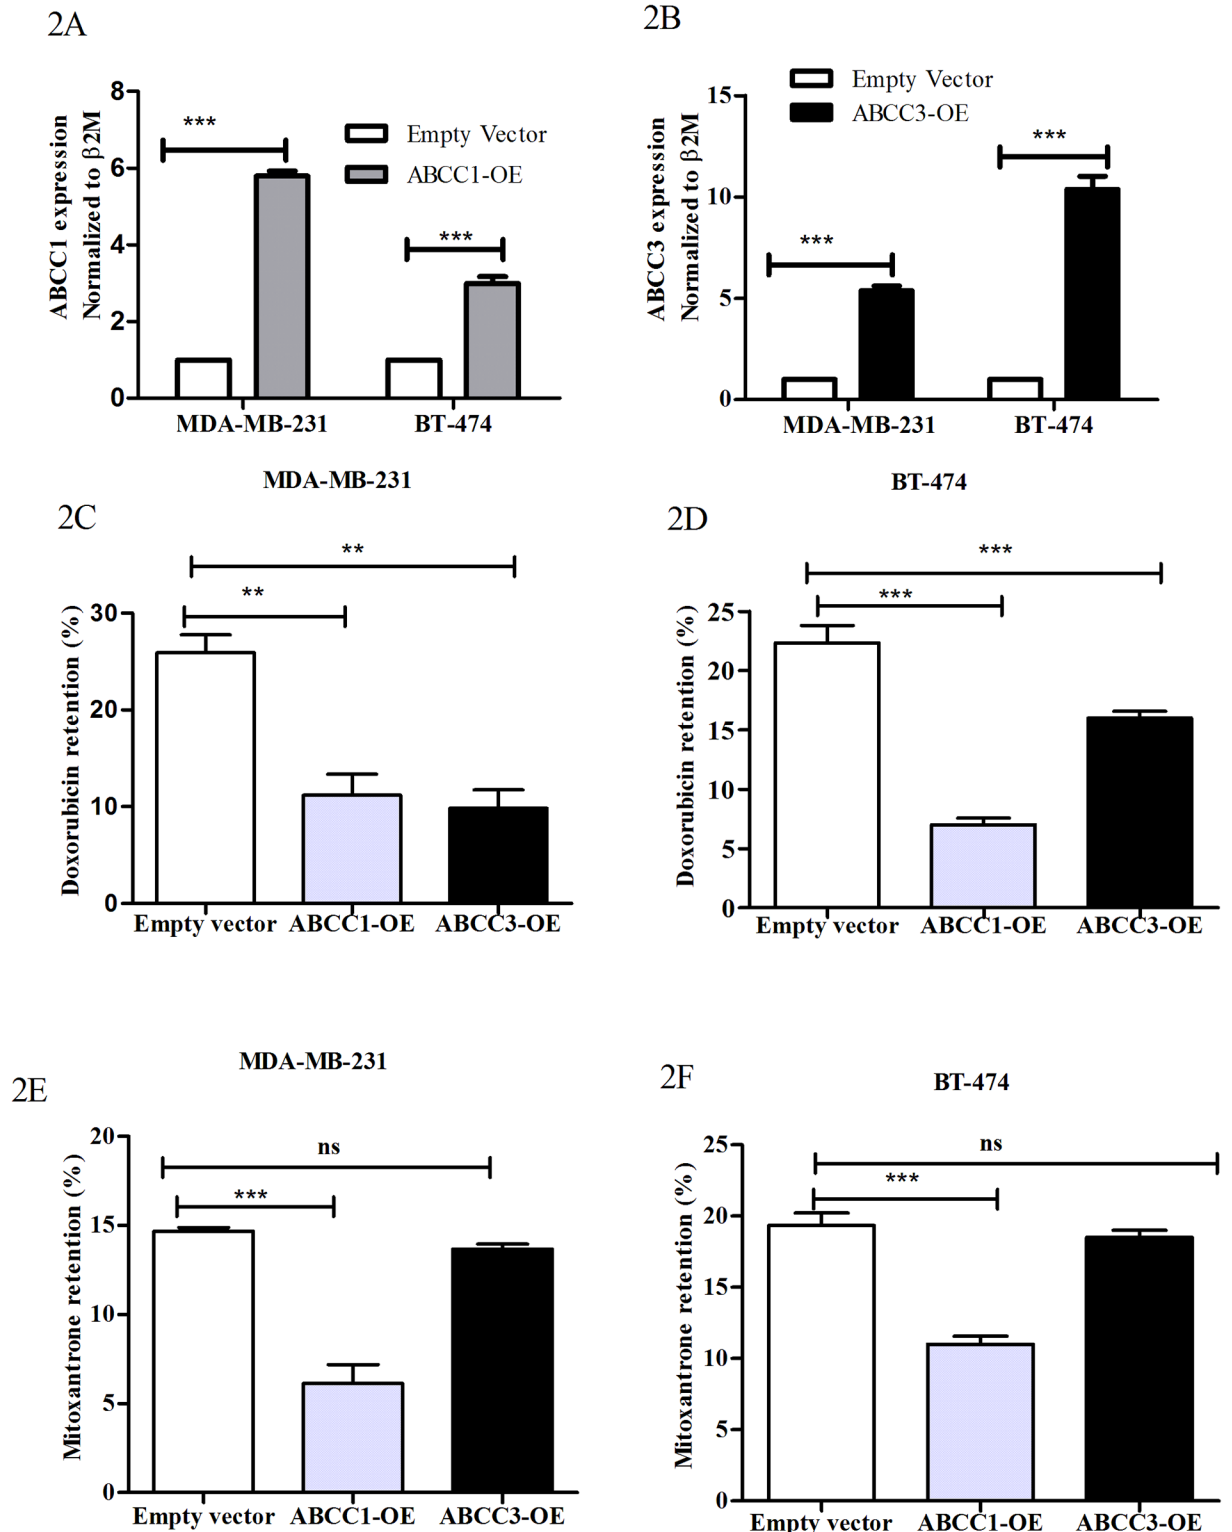 2A
ABCC1 expression
Normalized to β2M
8
6
4
2
0
***
***
Empty Vector
ABCC1-OE
MDA-MB-231
BT-474
2B
ABCC3 expression
Normalized to β2M
15
10
5
0
Empty Vector
ABCC3-OE
***
***
MDA-MB-231
BT-474
MDA-MB-231
2C
Doxorubicin retention (%)
30
20
10
0
**
**
Empty vector
ABCC1-OE
ABCC3-OE
BT-474
2D
Doxorubicin retention (%)
25
20
15
10
5
0
***
***
Empty vector
ABCC1-OE
ABCC3-OE
MDA-MB-231
2E
Mitoxantrone retention (%)
20
15
10
5
0
ns
***
Empty vector
ABCC1-OE
ABCC3-OE
2F
BT-474
Mitoxantrone retention (%)
25
20
15
10
5
0
ns
***
Empty vector
ABCC1-OE
ABCC3-OE